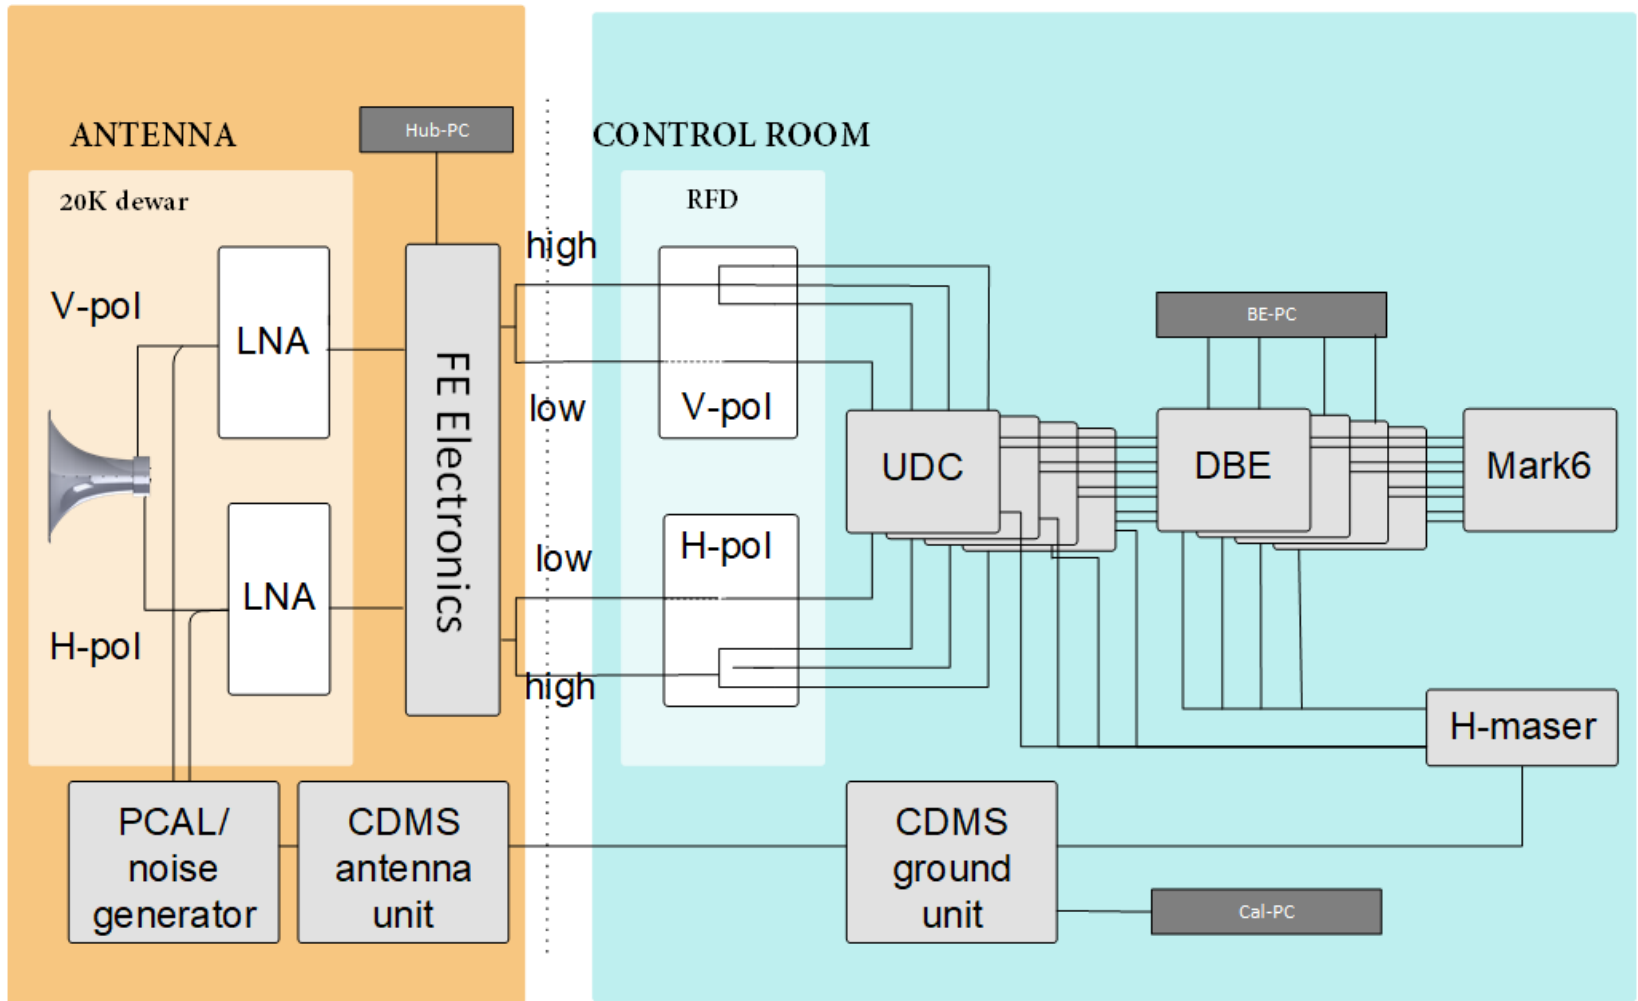 ANTENNA
Hub-PC
CONTROL ROOM
20K dewar
RFD
high
V-pol
LNA
FE Electronics
low
V-pol
BE-PC
UDC
DBE
Mark6
H-pol
low
LNA
H-pol
high
H-maser
PCAL/
noise
generator
CDMS
antenna
unit
CDMS
ground
unit
Cal-PC